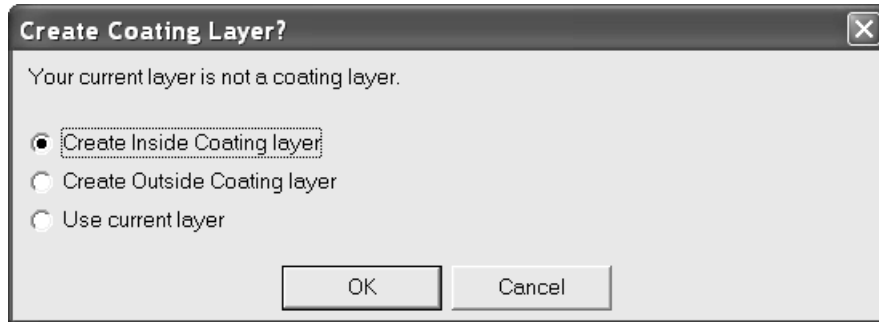 Create Coating Layer?
Your current layer is not a coating layer.
Create Inside Coating layer
Create Outside Coating layer
Use current layer
OK Cancel